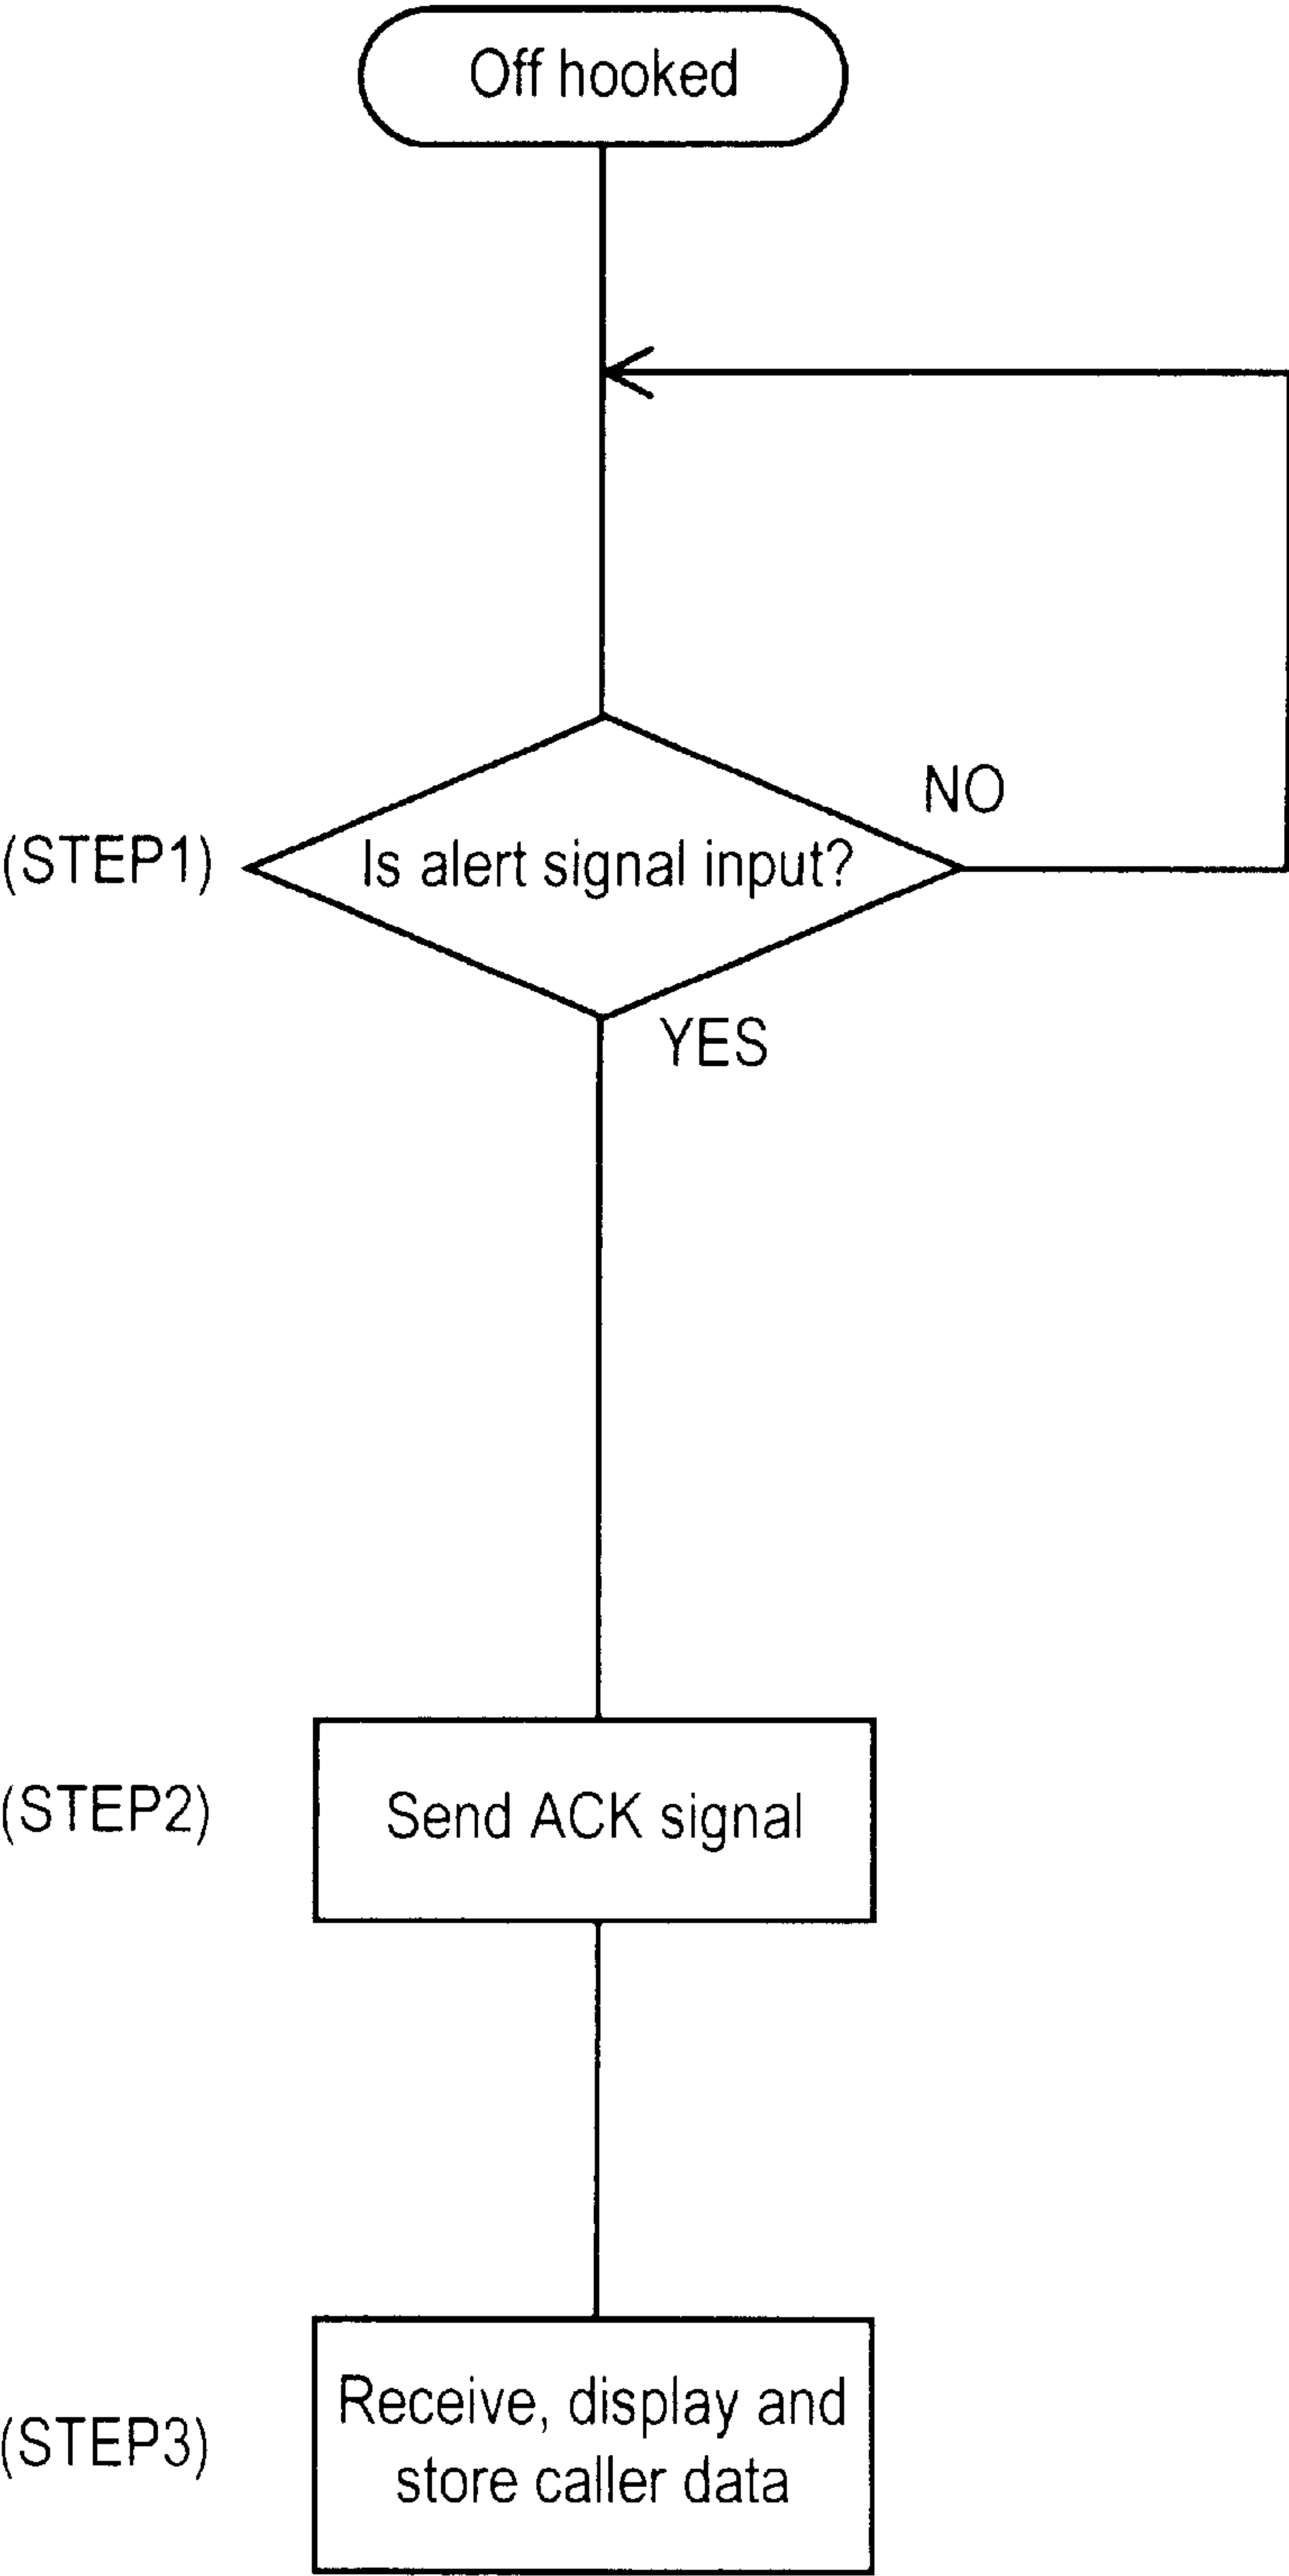 Off hooked
NO
(STEP1)
Is alert signal input?
YES
(STEP2)
Send ACK signal
(STEP3)
Receive, display and
store caller data